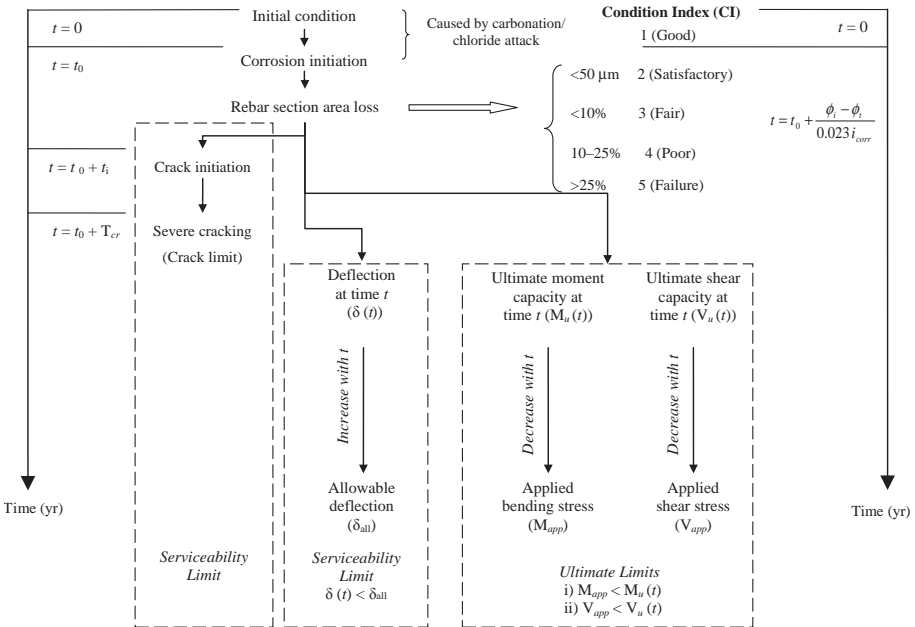 Initial condition
Caused by carbonation/
chloride attack
Condition Index (CI)
t = 0
1 (Good)
t = 0
Corrosion initiation
t = t0
<50 μm 2 (Satisfactory)
Rebar section area loss
<10% 3 (Fair)
t = t0 + (ϕi − ϕt) / (0.023 icorr)
10–25% 4 (Poor)
t = t 0 + ti
Crack initiation
>25% 5 (Failure)
t = t0 + Tcr
Severe cracking
(Crack limit)
Deflection
at time t
(δ (t))
Ultimate moment
capacity at
time t (Mu (t))
Ultimate shear
capacity at
time t (Vu (t))
Increase with t
Decrease with t
Decrease with t
Time (yr)
Allowable
deflection
(δall)
Applied
bending stress
(Mapp)
Applied
shear stress
(Vapp)
Time (yr)
Serviceability
Limit
Serviceability
Limit
δ (t) < δall
Ultimate Limits
i) Mapp < Mu (t)
ii) Vapp < Vu (t)